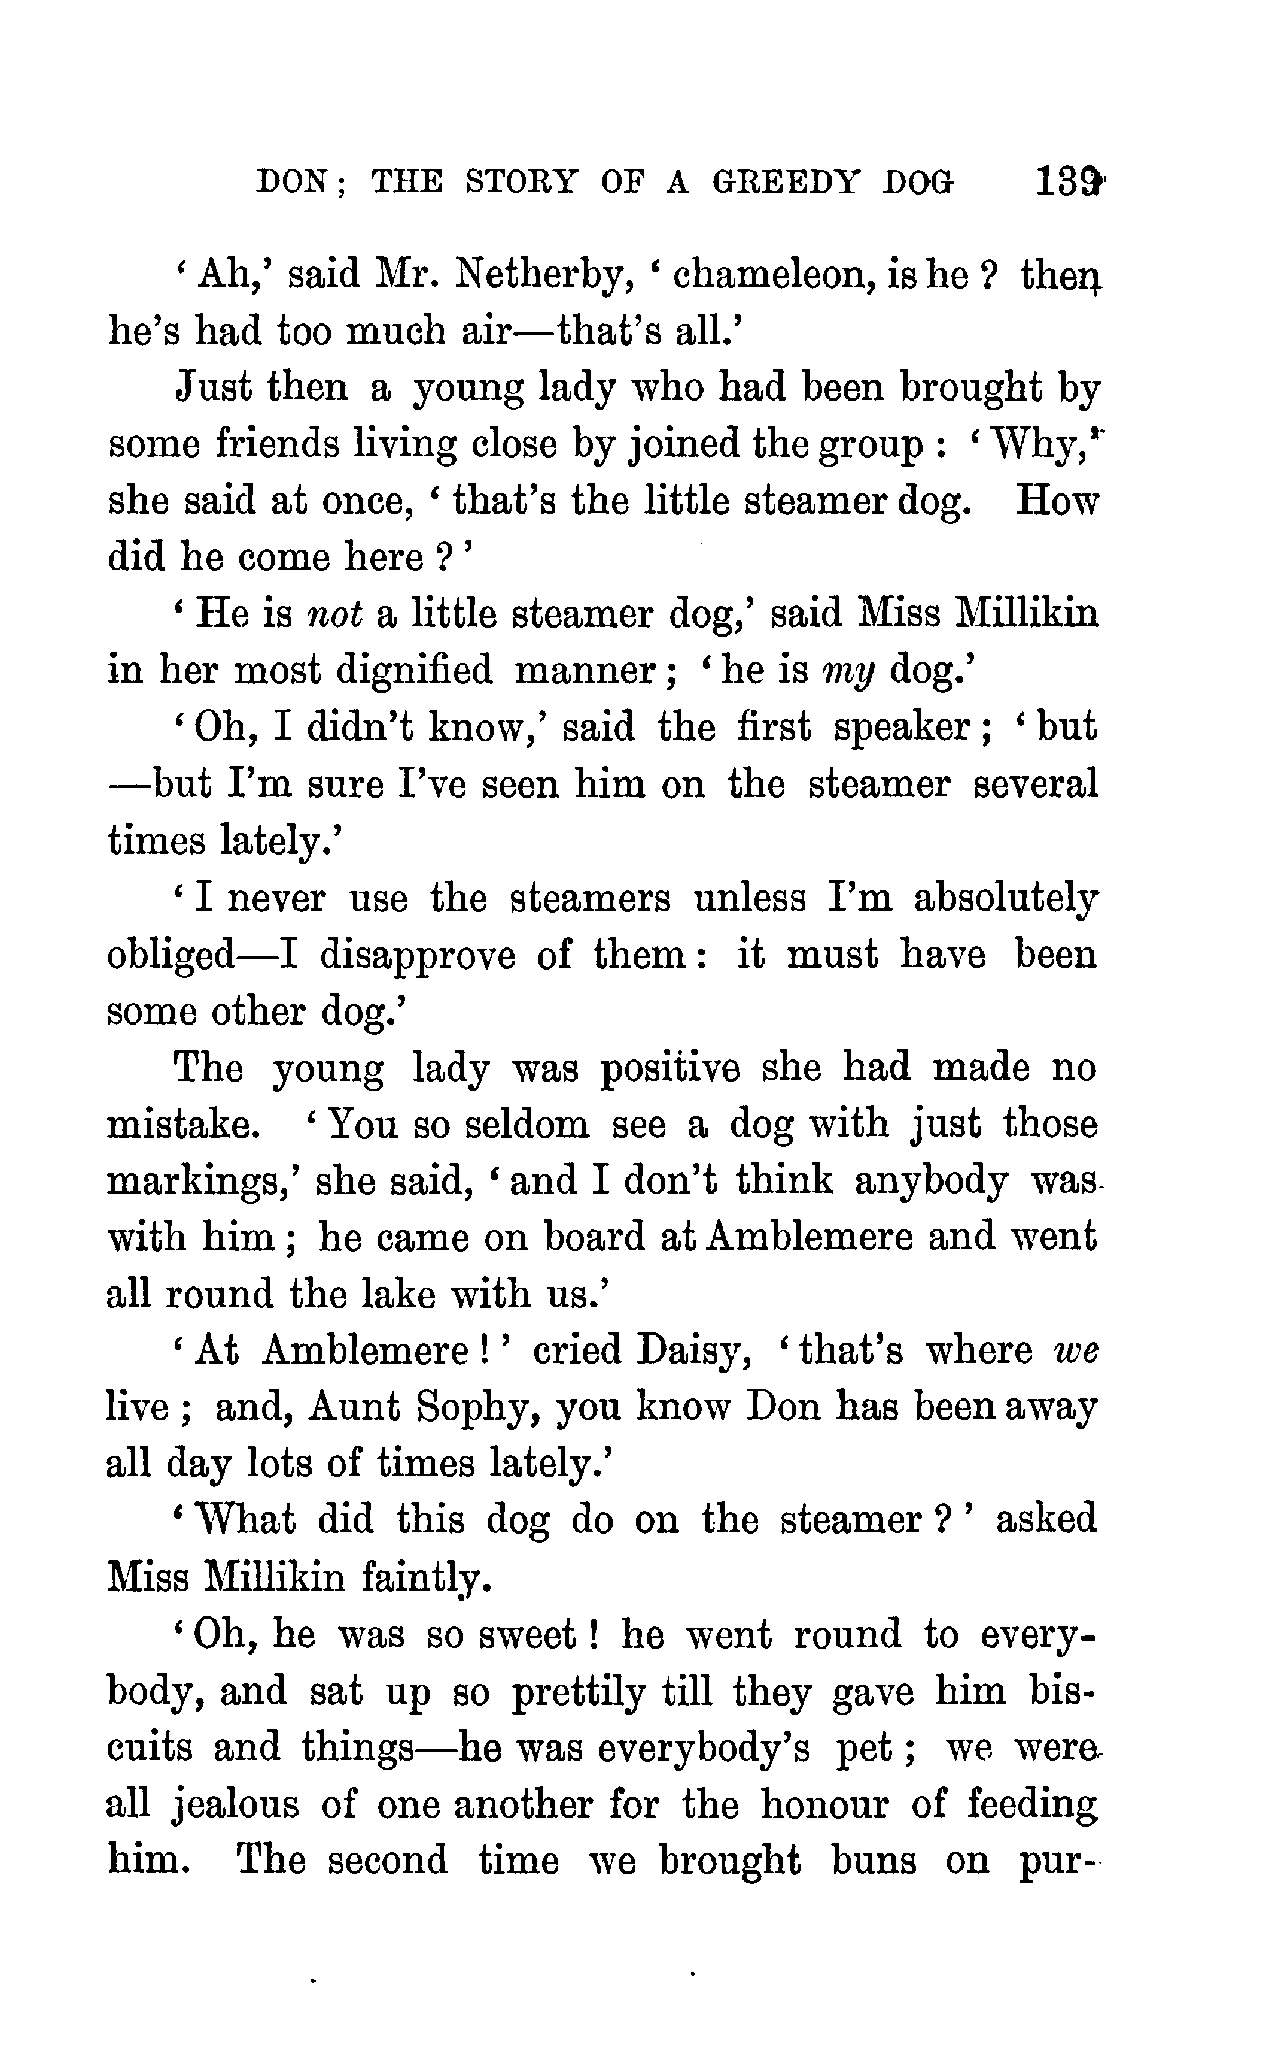 DON; THE STORY OF A GREEDY DOG 139
‘Ah,’ said Mr. Netherby, ‘chameleon, is he? then
he’s had too much air—that’s all.’
Just then a young lady who had been brought by
some friends living close by joined the group: ‘Why,’
she said at once, ‘that’s the little steamer dog. How
did he come here?’
‘He is not a little steamer dog,’ said Miss Millikin
in her most dignified manner; ‘he is my dog.’
‘Oh, I didn’t know,’ said the first speaker; ‘but
—but I’m sure I’ve seen him on the steamer several
times lately.’
‘I never use the steamers unless I’m absolutely
obliged—I disapprove of them: it must have been
some other dog.’
The young lady was positive she had made no
mistake. ‘You so seldom see a dog with just those
markings,’ she said, ‘and I don’t think anybody was
with him; he came on board at Amblemere and went
all round the lake with us.’
‘At Amblemere!’ cried Daisy, ‘that’s where we
live; and, Aunt Sophy, you know Don has been away
all day lots of times lately.’
‘What did this dog do on the steamer?’ asked
Miss Millikin faintly.
‘Oh, he was so sweet! he went round to every-
body, and sat up so prettily till they gave him bis-
cuits and things—he was everybody’s pet; we were
all jealous of one another for the honour of feeding
him. The second time we brought buns on pur-